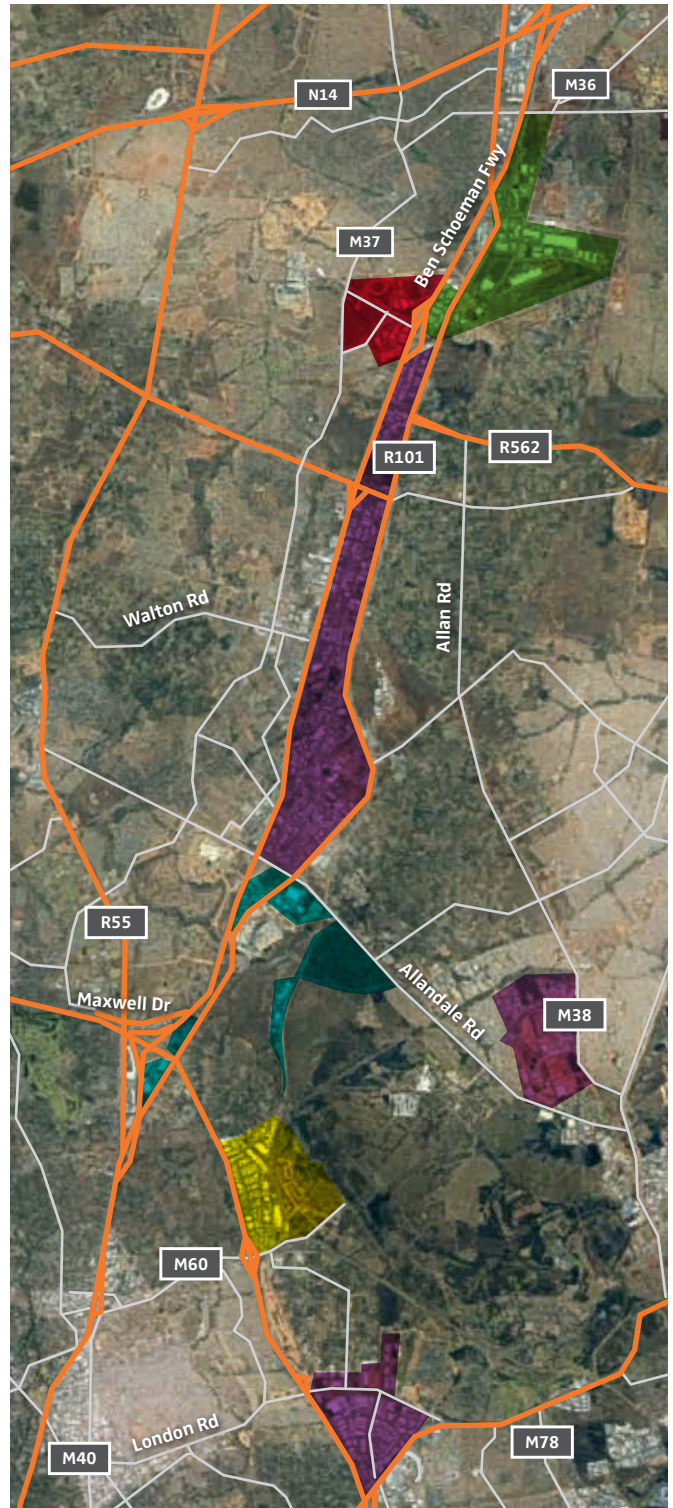 N14
M36
Ben Schoeman Fwy
M37
R101
R562
Walton Rd
Allan Rd
R55
Maxwell Dr
Allandale Rd
M38
M60
London Rd
M40
M78